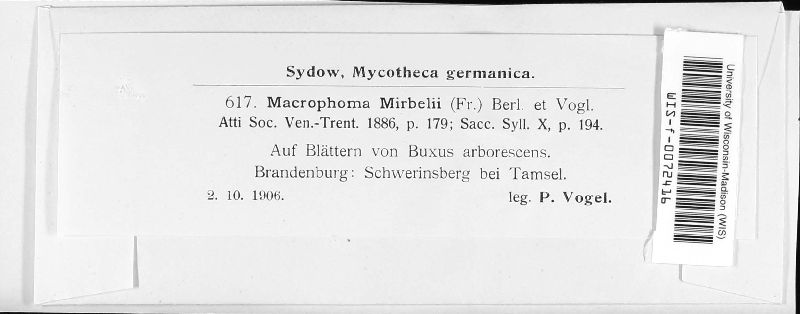 Sydow, Mycotheca germanica.
617. Macrophoma Mirbelii (Fr.) Berl. et Vogl.
Atti Soc. Ven.-Trent. 1886, p. 179; Sacc. Syll. X, p. 194.
Auf Blättern von Buxus arborescens.
Brandenburg: Schwerinsberg bei Tamsel.
2. 10. 1906. leg. P. Vogel.
University of Wisconsin-Madison (WIS)
WIS-f-0072416